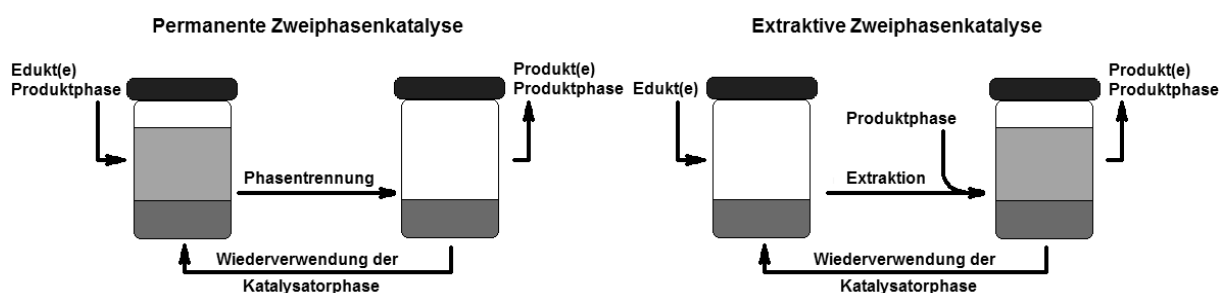 Permanente Zweiphasenkatalyse
Edukt(e)
Produktphase
Phasentrennung
Produkt(e)
Produktphase
Wiederverwendung der
Katalysatorphase
Extraktive Zweiphasenkatalyse
Edukt(e)
Produktphase
Extraktion
Produkt(e)
Produktphase
Wiederverwendung der
Katalysatorphase